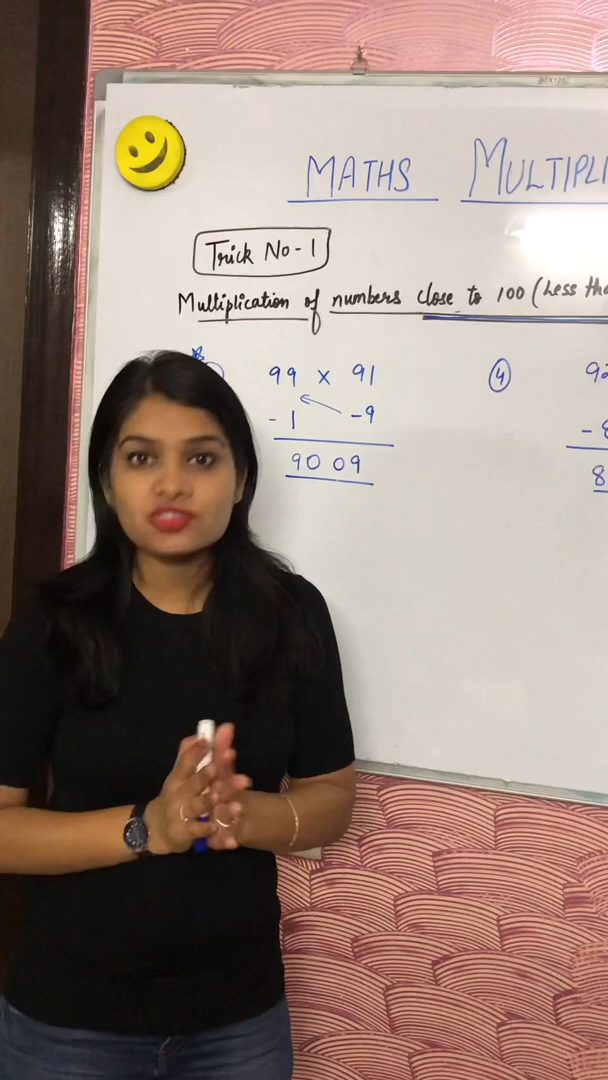 MATHS MULTIPLI
Trick No-1
Multiplication of numbers close to 100 (Less tha
99 x 91
- 1 -9
9009
4
92
-8
8